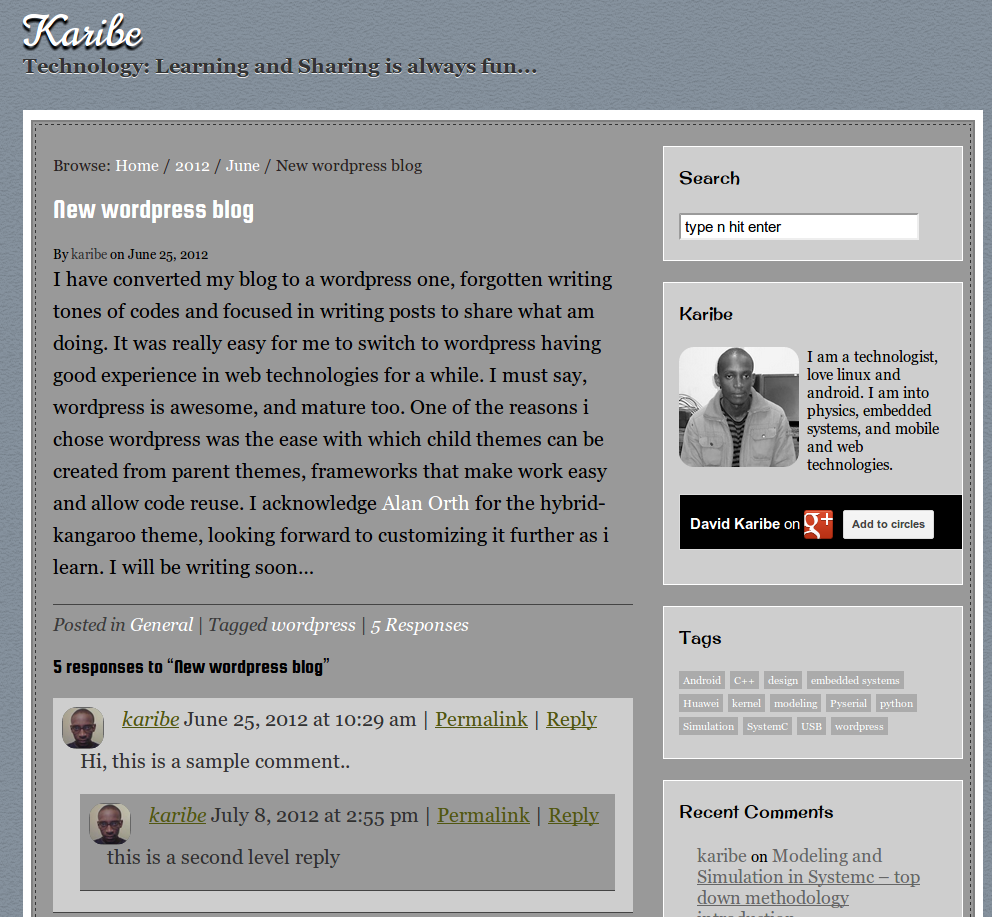 Karibe
Technology: Learning and Sharing is always fun...
Browse: Home / 2012 / June / New wordpress blog
New wordpress blog
By karibe on June 25, 2012
I have converted my blog to a wordpress one, forgotten writing
tones of codes and focused in writing posts to share what am
doing. It was really easy for me to switch to wordpress having
good experience in web technologies for a while. I must say,
wordpress is awesome, and mature too. One of the reasons i
chose wordpress was the ease with which child themes can be
created from parent themes, frameworks that make work easy
and allow code reuse. I acknowledge Alan Orth for the hybrid-
kangaroo theme, looking forward to customizing it further as i
learn. I will be writing soon...
Posted in General | Tagged wordpress | 5 Responses
5 responses to “New wordpress blog”
karibe June 25, 2012 at 10:29 am | Permalink | Reply
Hi, this is a sample comment..
karibe July 8, 2012 at 2:55 pm | Permalink | Reply
this is a second level reply
Search
type n hit enter
Karibe
I am a technologist,
love linux and
android. I am into
physics, embedded
systems, and mobile
and web
technologies.
David Karibe on g+ Add to circles
Tags
Android C++ design embedded systems
Huawei kernel modeling Pyserial python
Simulation SystemC USB wordpress
Recent Comments
karibe on Modeling and
Simulation in Systemc – top
down methodology
introduction